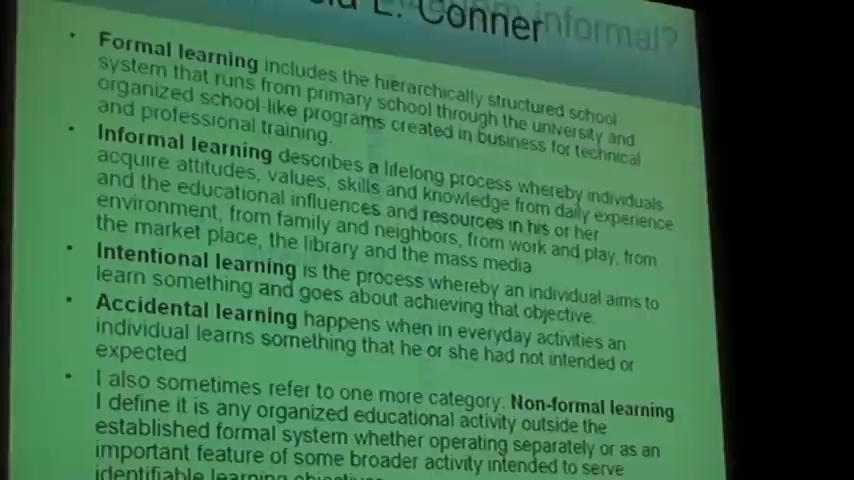 L. Conner informal?
• Formal learning includes the hierarchically structured school
system that runs from primary school through the university and
organized school-like programs created in business for technical
and professional training.
• Informal learning describes a lifelong process whereby individuals
acquire attitudes, values, skills and knowledge from daily experience
and the educational influences and resources in his or her
environment, from family and neighbors, from work and play, from
the market place, the library and the mass media.
• Intentional learning is the process whereby an individual aims to
learn something and goes about achieving that objective.
• Accidental learning happens when in everyday activities an
individual learns something that he or she had not intended or
expected
• I also sometimes refer to one more category. Non-formal learning
I define it is any organized educational activity outside the
established formal system whether operating separately or as an
important feature of some broader activity intended to serve
identifiable learning objectives